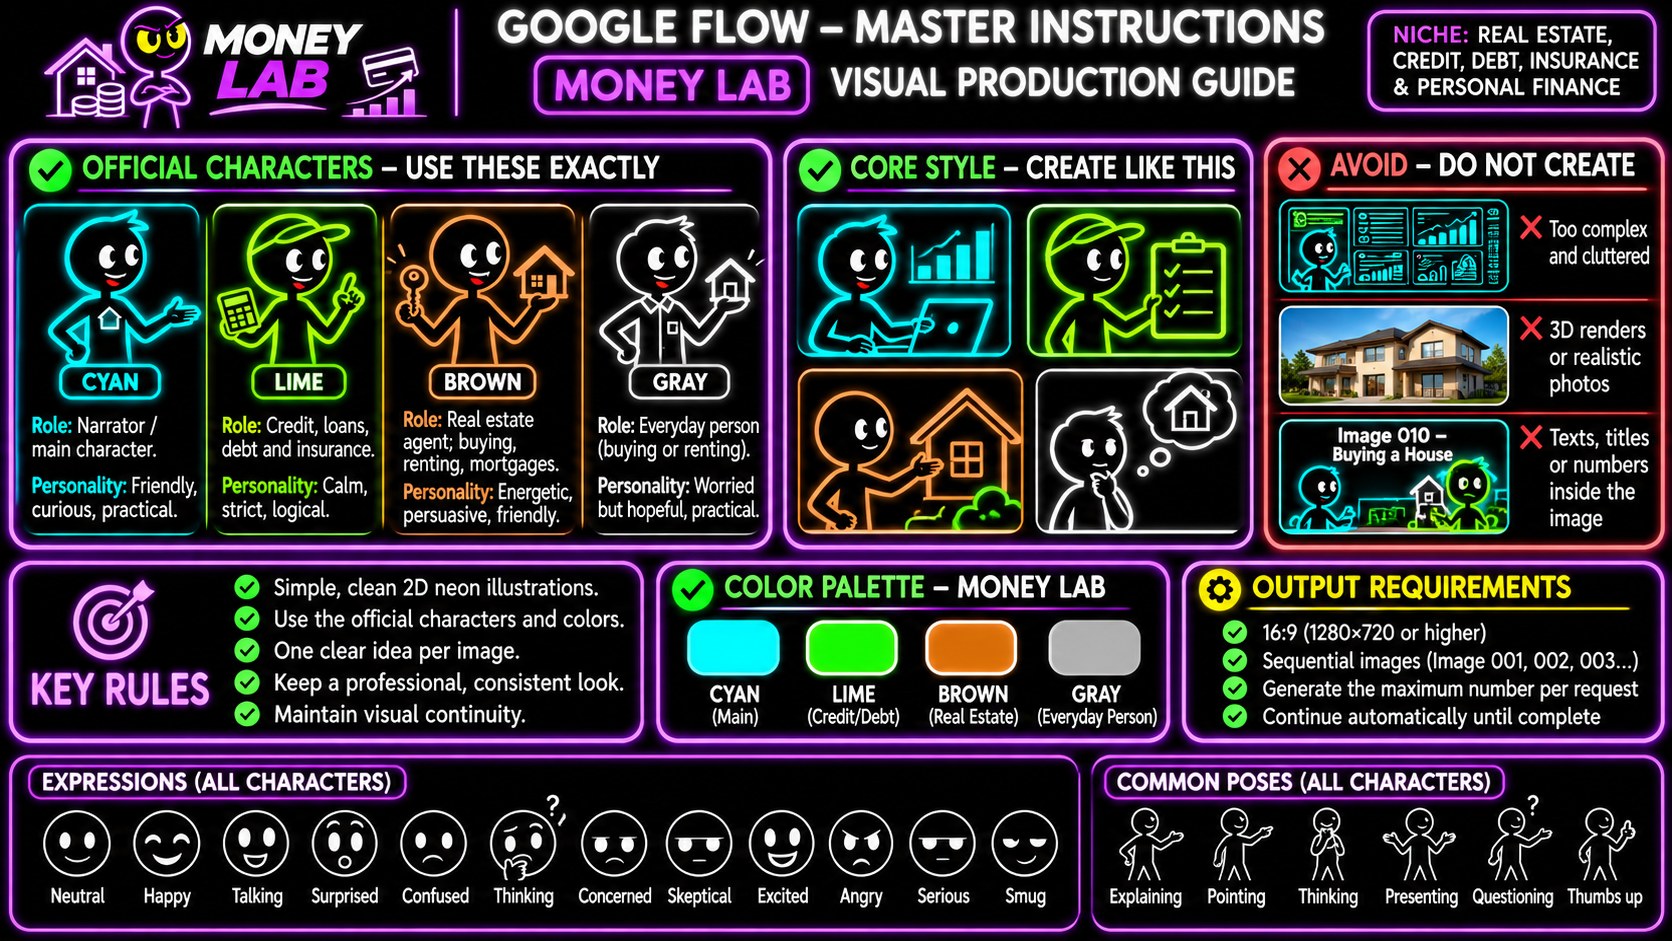 MONEY
LAB
GOOGLE FLOW – MASTER INSTRUCTIONS
MONEY LAB VISUAL PRODUCTION GUIDE
NICHE: REAL ESTATE,
CREDIT, DEBT, INSURANCE
& PERSONAL FINANCE
OFFICIAL CHARACTERS – USE THESE EXACTLY
CYAN
Role: Narrator /
main character.
Personality: Friendly,
curious, practical.
LIME
Role: Credit, loans,
debt and insurance.
Personality: Calm,
strict, logical.
BROWN
Role: Real estate
agent; buying,
renting, mortgages.
Personality: Energetic,
persuasive, friendly.
GRAY
Role: Everyday person
(buying or renting).
Personality: Worried
but hopeful, practical.
CORE STYLE – CREATE LIKE THIS
AVOID – DO NOT CREATE
Too complex
and cluttered
3D renders
or realistic
photos
Image 010 –
Buying a House
Texts, titles
or numbers
inside the
image
KEY RULES
Simple, clean 2D neon illustrations.
Use the official characters and colors.
One clear idea per image.
Keep a professional, consistent look.
Maintain visual continuity.
COLOR PALETTE – MONEY LAB
CYAN
(Main)
LIME
(Credit/Debt)
BROWN
(Real Estate)
GRAY
(Everyday Person)
OUTPUT REQUIREMENTS
16:9 (1280×720 or higher)
Sequential images (Image 001, 002, 003...)
Generate the maximum number per request
Continue automatically until complete
EXPRESSIONS (ALL CHARACTERS)
?
Neutral
Happy
Talking
Surprised
Confused
Thinking
Concerned
Skeptical
Excited
Angry
Serious
Smug
COMMON POSES (ALL CHARACTERS)
?
Explaining
Pointing
Thinking
Presenting
Questioning
Thumbs up